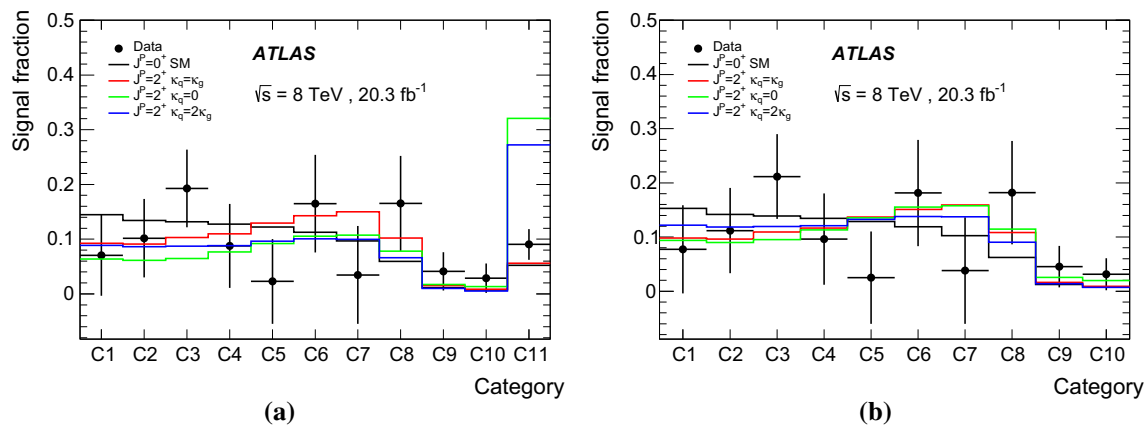 Signal fraction
0.5
0.4
0.3
0.2
0.1
0
Data
J^P=0^+ SM
J^P=2^+ κ_q=κ_g
J^P=2^+ κ_q=0
J^P=2^+ κ_q=2κ_g
ATLAS
√s = 8 TeV , 20.3 fb^-1
C1 C2 C3 C4 C5 C6 C7 C8 C9 C10 C11
Category
(a)
Signal fraction
0.5
0.4
0.3
0.2
0.1
0
Data
J^P=0^+ SM
J^P=2^+ κ_q=κ_g
J^P=2^+ κ_q=0
J^P=2^+ κ_q=2κ_g
ATLAS
√s = 8 TeV , 20.3 fb^-1
C1 C2 C3 C4 C5 C6 C7 C8 C9 C10
Category
(b)